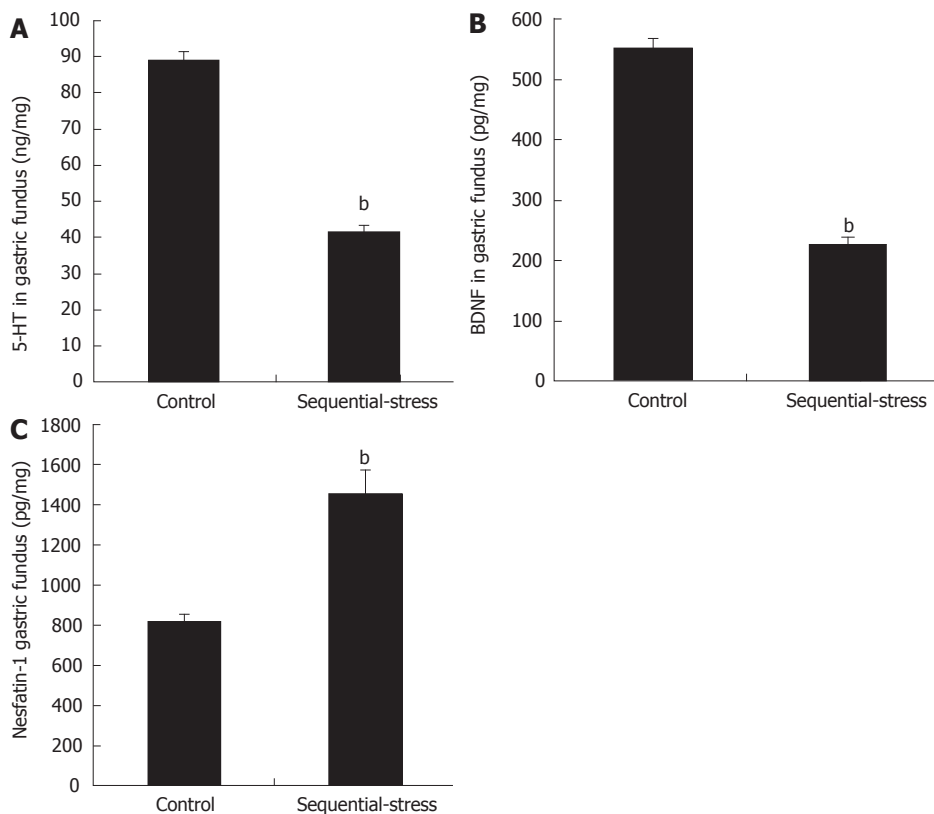 A
5-HT in gastric fundus (ng/mg)
100
90
80
70
60
50
40
30
20
10
0
b
Control
Sequential-stress
B
BDNF in gastric fundus (pg/mg)
600
500
400
300
200
100
0
b
Control
Sequential-stress
C
Nesfatin-1 gastric fundus (pg/mg)
1800
1600
1400
1200
1000
800
600
400
200
0
b
Control
Sequential-stress